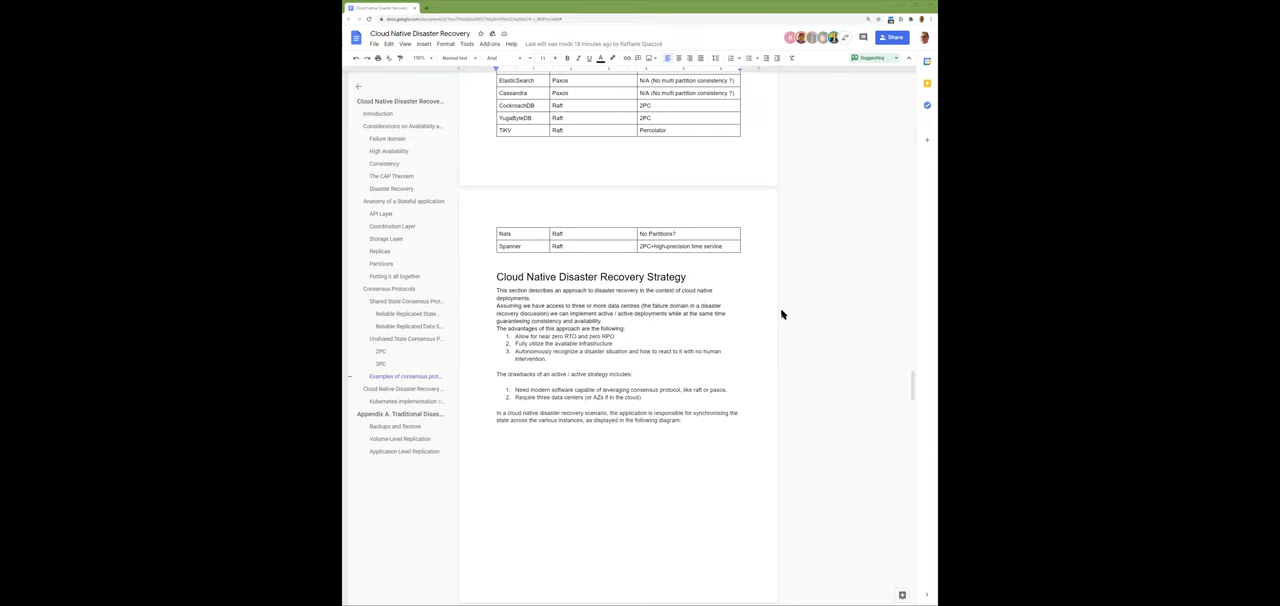 Cloud Native Disaster Recovery
docs.google.com/document/d/
Cloud Native Disaster Recovery
File Edit View Insert Format Tools Add-ons Help Last edit was made 18 minutes ago by Raffaele Spazzoli
Share
100% Normal text Arial 11 Suggesting
Cloud Native Disaster Recove...
Introduction
Considerations on Availability a...
Failure domain
High Availability
Consistency
The CAP Theorem
Disaster Recovery
Anatomy of a Stateful application
API Layer
Coordination Layer
Storage Layer
Replicas
Partitions
Putting it all together
Consensus Protocols
Shared State Consensus Prot...
Reliable Replicated State ...
Reliable Replicated Data S...
Unshared State Consensus P...
2PC
3PC
Examples of consensus prot...
Cloud Native Disaster Recovery ...
Kubernetes implementation c...
Appendix A. Traditional Disas...
Backups and Restore
Volume-Level Replication
Application Level Replication
ElasticSearch Paxos N/A (No multi partition consistency ?)
Cassandra Paxos N/A (No multi partition consistency ?)
CockroachDB Raft 2PC
YugaByteDB Raft 2PC
TiKV Raft Percolator
Nats Raft No Partitions?
Spanner Raft 2PC+high-precision time service
Cloud Native Disaster Recovery Strategy
This section describes an approach to disaster recovery in the context of cloud native
deployments.
Assuming we have access to three or more data centres (the failure domain in a disaster
recovery discussion) we can implement active / active deployments while at the same time
guaranteeing consistency and availability.
The advantages of this approach are the following:
1. Allow for near zero RTO and zero RPO
2. Fully utilize the available infrastructure
3. Autonomously recognize a disaster situation and how to react to it with no human
intervention.
The drawbacks of an active / active strategy includes:
1. Need modern software capable of leveraging consensus protocol, like raft or paxos.
2. Require three data centers (or AZs if in the cloud)
In a cloud native disaster recovery scenario, the application is responsible for synchronising the
state across the various instances, as displayed in the following diagram: